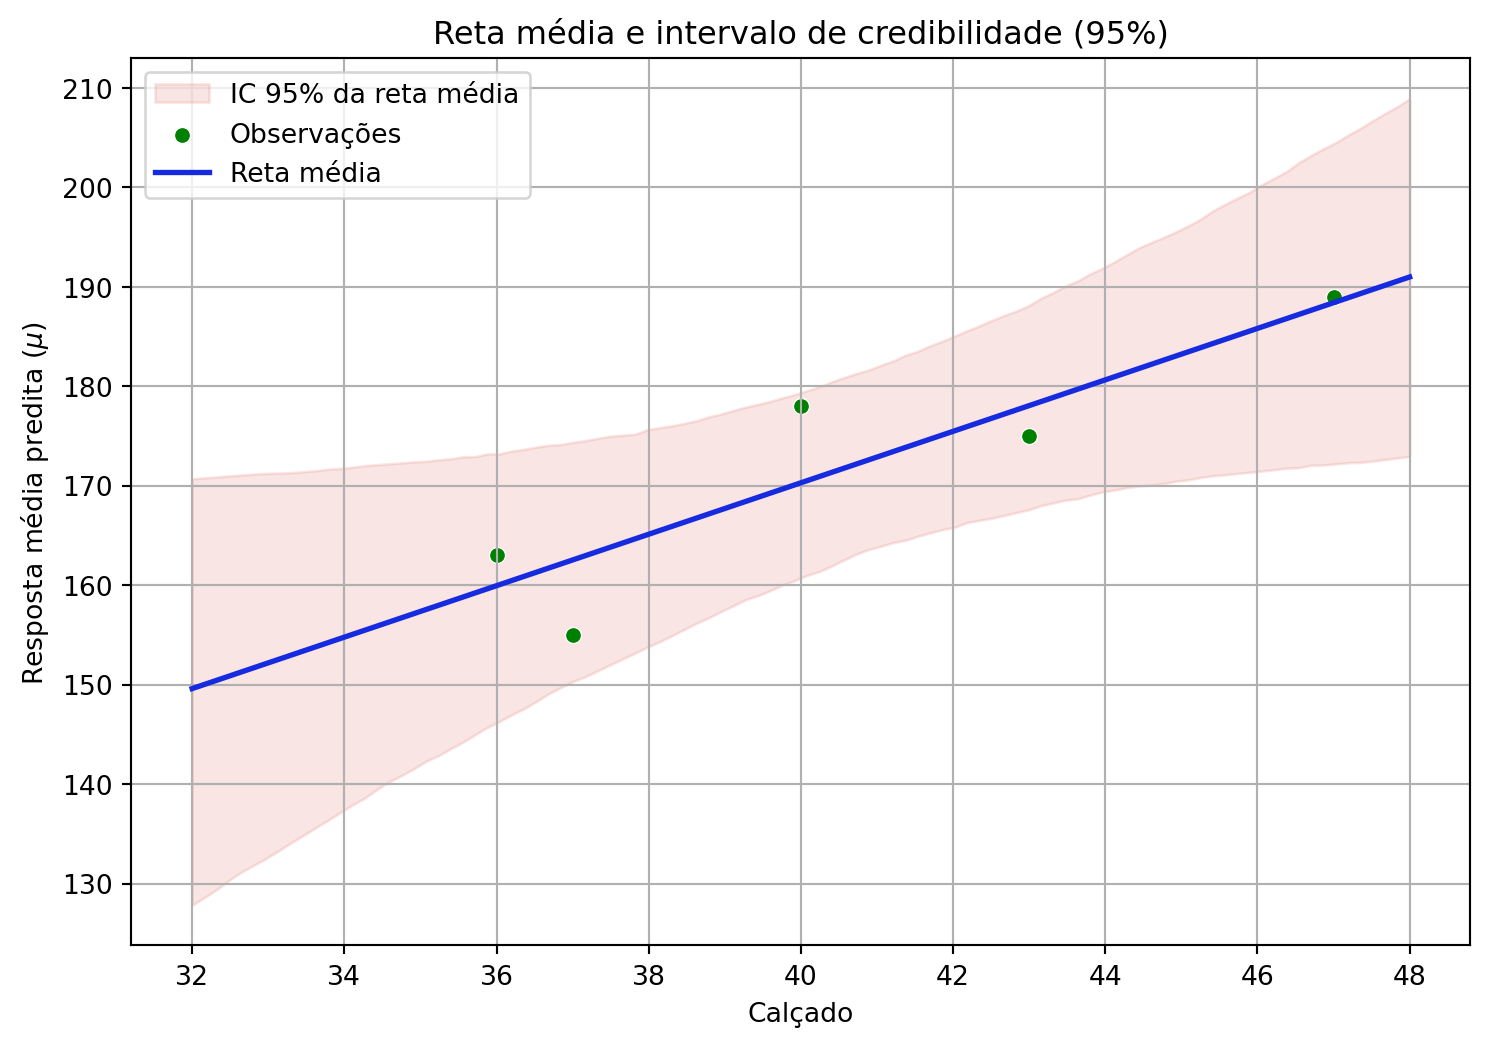 Reta média e intervalo de credibilidade (95%)
IC 95% da reta média
Observações
Reta média
210
200
190
180
170
160
150
140
130
Resposta média predita (μ)
32 34 36 38 40 42 44 46 48
Calçado